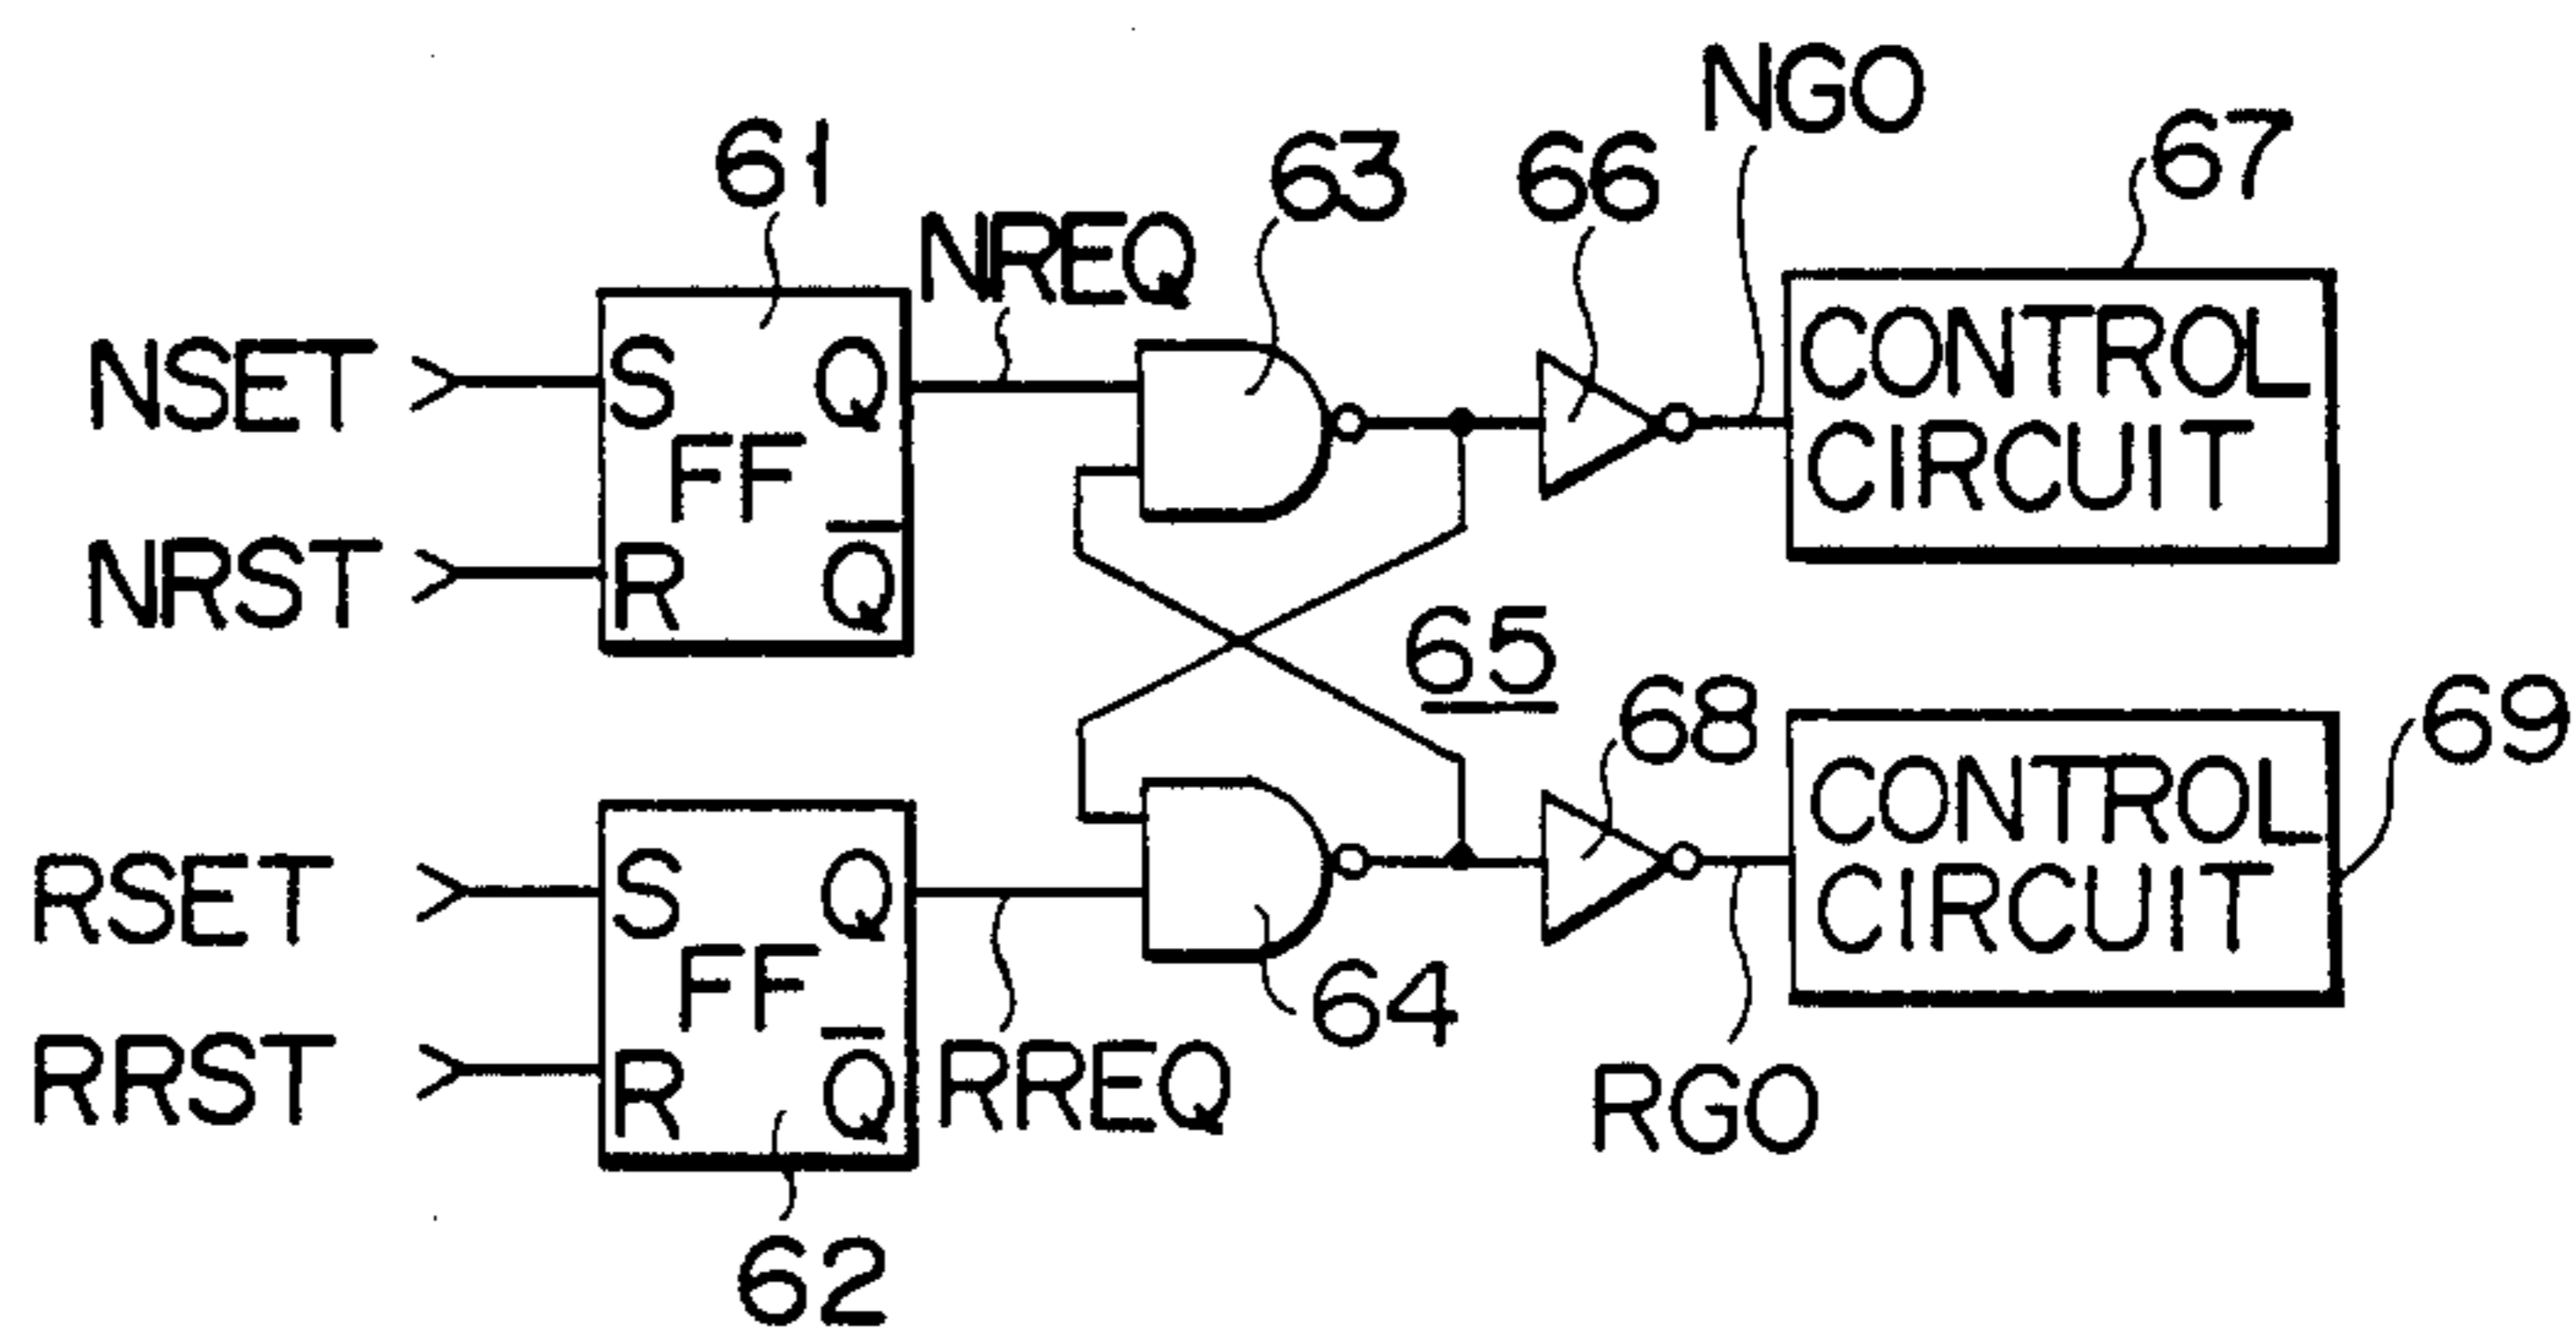 NGO
61
63
66
67
NREQ
NSET
S
Q
FF
NRST
R
Q̅
CONTROL
CIRCUIT
65
68
69
RSET
S
Q
FF
RRST
R
Q̅
CONTROL
CIRCUIT
64
RREQ
RGO
62